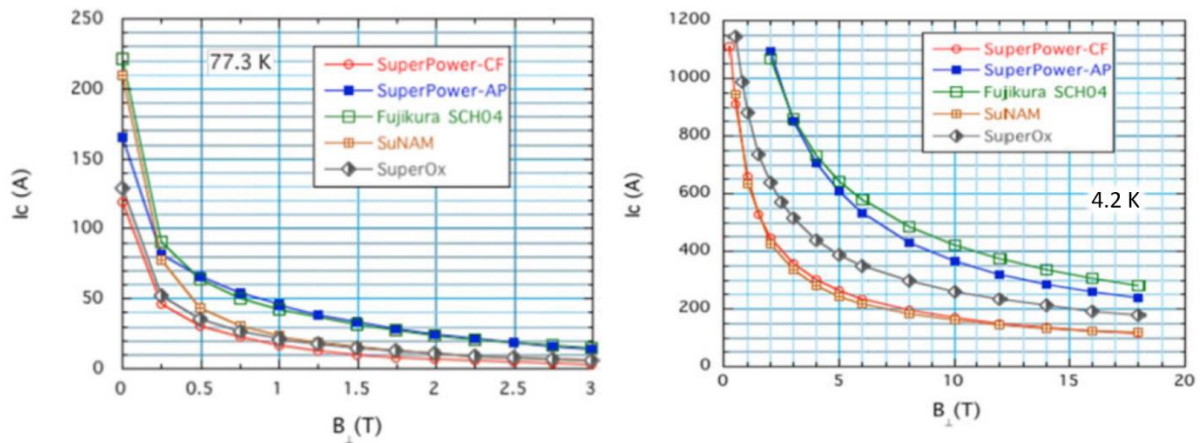 250
200
150
100
50
0
Ic (A)
77.3 K
SuperPower-CF
SuperPower-AP
Fujikura SCH04
SuNAM
SuperOx
0 0.5 1 1.5 2 2.5 3
B⊥(T)
1200
1000
800
600
400
200
0
Ic (A)
SuperPower-CF
SuperPower-AP
Fujikura SCH04
SuNAM
SuperOx
4.2 K
0 5 10 15 20
B⊥(T)